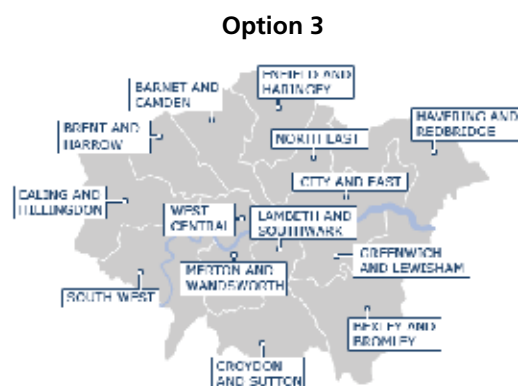 Option 3
ENFIELD AND
HARINGEY
BARNET AND
CAMDEN
HAVERING AND
REDBRIDGE
BRENT AND
HARROW
NORTH EAST
CITY AND EAST
EALING AND
HILLINGDON
WEST
CENTRAL
LAMBETH AND
SOUTHWARK
GREENWICH
AND LEWISHAM
MERTON AND
WANDSWORTH
SOUTH WEST
BEXLEY AND
BROMLEY
CROYDON
AND SUTTON